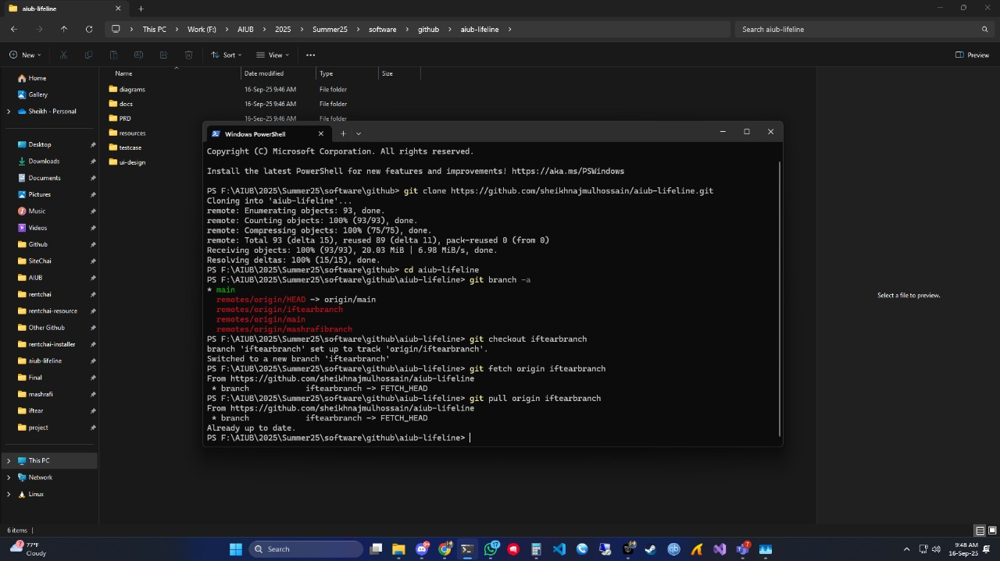 aiub-lifeline
This PC > Work (F:) > AIUB > 2025 > Summer25 > software > github > aiub-lifeline >
Search aiub-lifeline
New
Sort
View
Preview
Name
Date modified
Type
Size
Home
Gallery
Sheikh - Personal
Desktop
Downloads
Documents
Pictures
Music
Videos
Github
SiteChai
AIUB
rentchai
rentchai-resource
Other Github
rentchai-installer
aiub-lifeline
Final
mashrafi
iftear
project
This PC
Network
Linux
diagrams 16-Sep-25 9:46 AM File folder
docs 16-Sep-25 9:46 AM File folder
PRD 16-Sep-25 9:46 AM File folder
resources
testcase
ui-design
Windows PowerShell
Copyright (C) Microsoft Corporation. All rights reserved.
Install the latest PowerShell for new features and improvements! https://aka.ms/PSWindows
PS F:\AIUB\2025\Summer25\software\github> git clone https://github.com/sheikhnajmulhossain/aiub-lifeline.git
Cloning into 'aiub-lifeline'...
remote: Enumerating objects: 93, done.
remote: Counting objects: 100% (93/93), done.
remote: Compressing objects: 100% (75/75), done.
remote: Total 93 (delta 15), reused 89 (delta 11), pack-reused 0 (from 0)
Receiving objects: 100% (93/93), 20.03 MiB | 6.98 MiB/s, done.
Resolving deltas: 100% (15/15), done.
PS F:\AIUB\2025\Summer25\software\github> cd aiub-lifeline
PS F:\AIUB\2025\Summer25\software\github\aiub-lifeline> git branch -a
* main
remotes/origin/HEAD -> origin/main
remotes/origin/iftearbranch
remotes/origin/main
remotes/origin/mashrafibranch
PS F:\AIUB\2025\Summer25\software\github\aiub-lifeline> git checkout iftearbranch
branch 'iftearbranch' set up to track 'origin/iftearbranch'.
Switched to a new branch 'iftearbranch'
PS F:\AIUB\2025\Summer25\software\github\aiub-lifeline> git fetch origin iftearbranch
From https://github.com/sheikhnajmulhossain/aiub-lifeline
* branch iftearbranch -> FETCH_HEAD
PS F:\AIUB\2025\Summer25\software\github\aiub-lifeline> git pull origin iftearbranch
From https://github.com/sheikhnajmulhossain/aiub-lifeline
* branch iftearbranch -> FETCH_HEAD
Already up to date.
PS F:\AIUB\2025\Summer25\software\github\aiub-lifeline>
Select a file to preview.
6 items
7
77°F
Cloudy
Search
17
7
9:48 AM
16-Sep-25